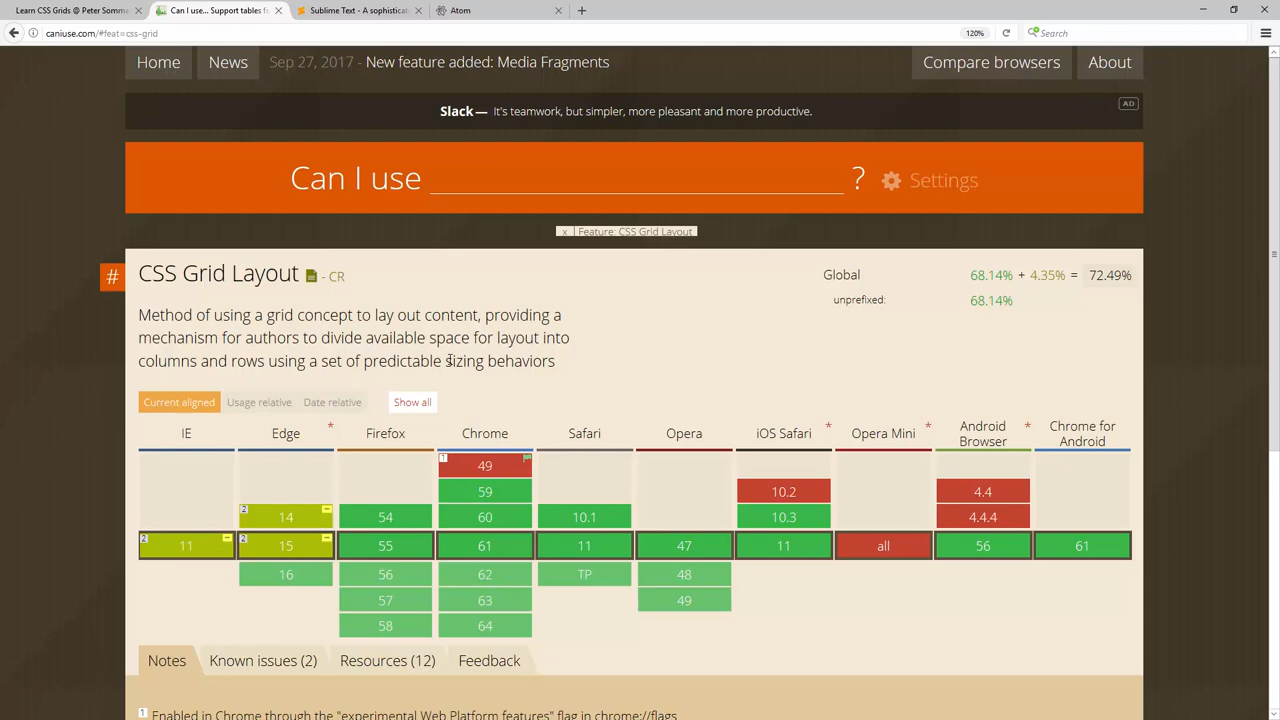 Learn CSS Grids @ Peter Somme
Can I use... Support tables fo
Sublime Text - A sophisticat
Atom
caniuse.com/#feat=css-grid
120%
Search
Home
News
Sep 27, 2017 - New feature added: Media Fragments
Compare browsers
About
Slack — It's teamwork, but simpler, more pleasant and more productive.
AD
Can I use ?
Settings
x Feature: CSS Grid Layout
#
CSS Grid Layout - CR
Global 68.14% + 4.35% = 72.49%
unprefixed: 68.14%
Method of using a grid concept to lay out content, providing a
mechanism for authors to divide available space for layout into
columns and rows using a set of predictable sizing behaviors
Current aligned Usage relative Date relative Show all
IE Edge * Firefox Chrome Safari Opera iOS Safari * Opera Mini * Android Browser * Chrome for Android
1 49
59 10.2 4.4
2 14 54 60 10.1 10.3 4.4.4
2 11 2 15 55 61 11 47 11 all 56 61
16 56 62 TP 48
57 63 49
58 64
Notes Known issues (2) Resources (12) Feedback
1 Enabled in Chrome through the "experimental Web Platform features" flag in chrome://flags